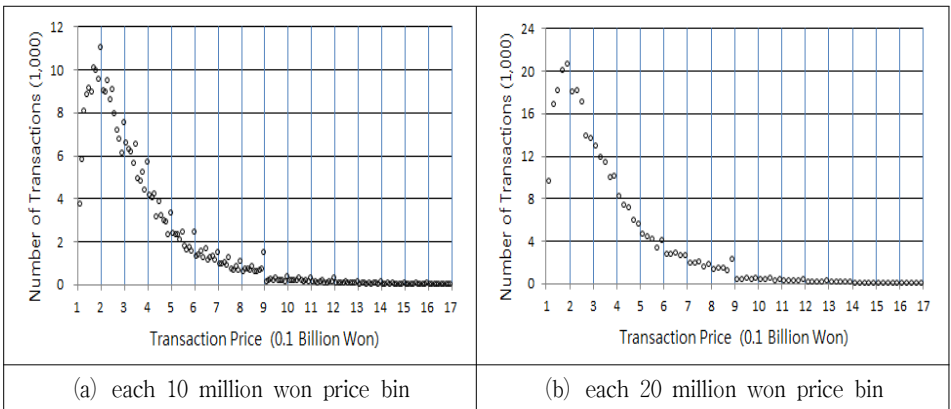 12
10
8
6
4
2
0
Number of Transactions (1,000)
1 2 3 4 5 6 7 8 9 10 11 12 13 14 15 16 17
Transaction Price (0.1 Billion Won)
24
20
16
12
8
4
0
Number of Transactions (1,000)
1 2 3 4 5 6 7 8 9 10 11 12 13 14 15 16 17
Transaction Price (0.1 Billion Won)
(a) each 10 million won price bin
(b) each 20 million won price bin